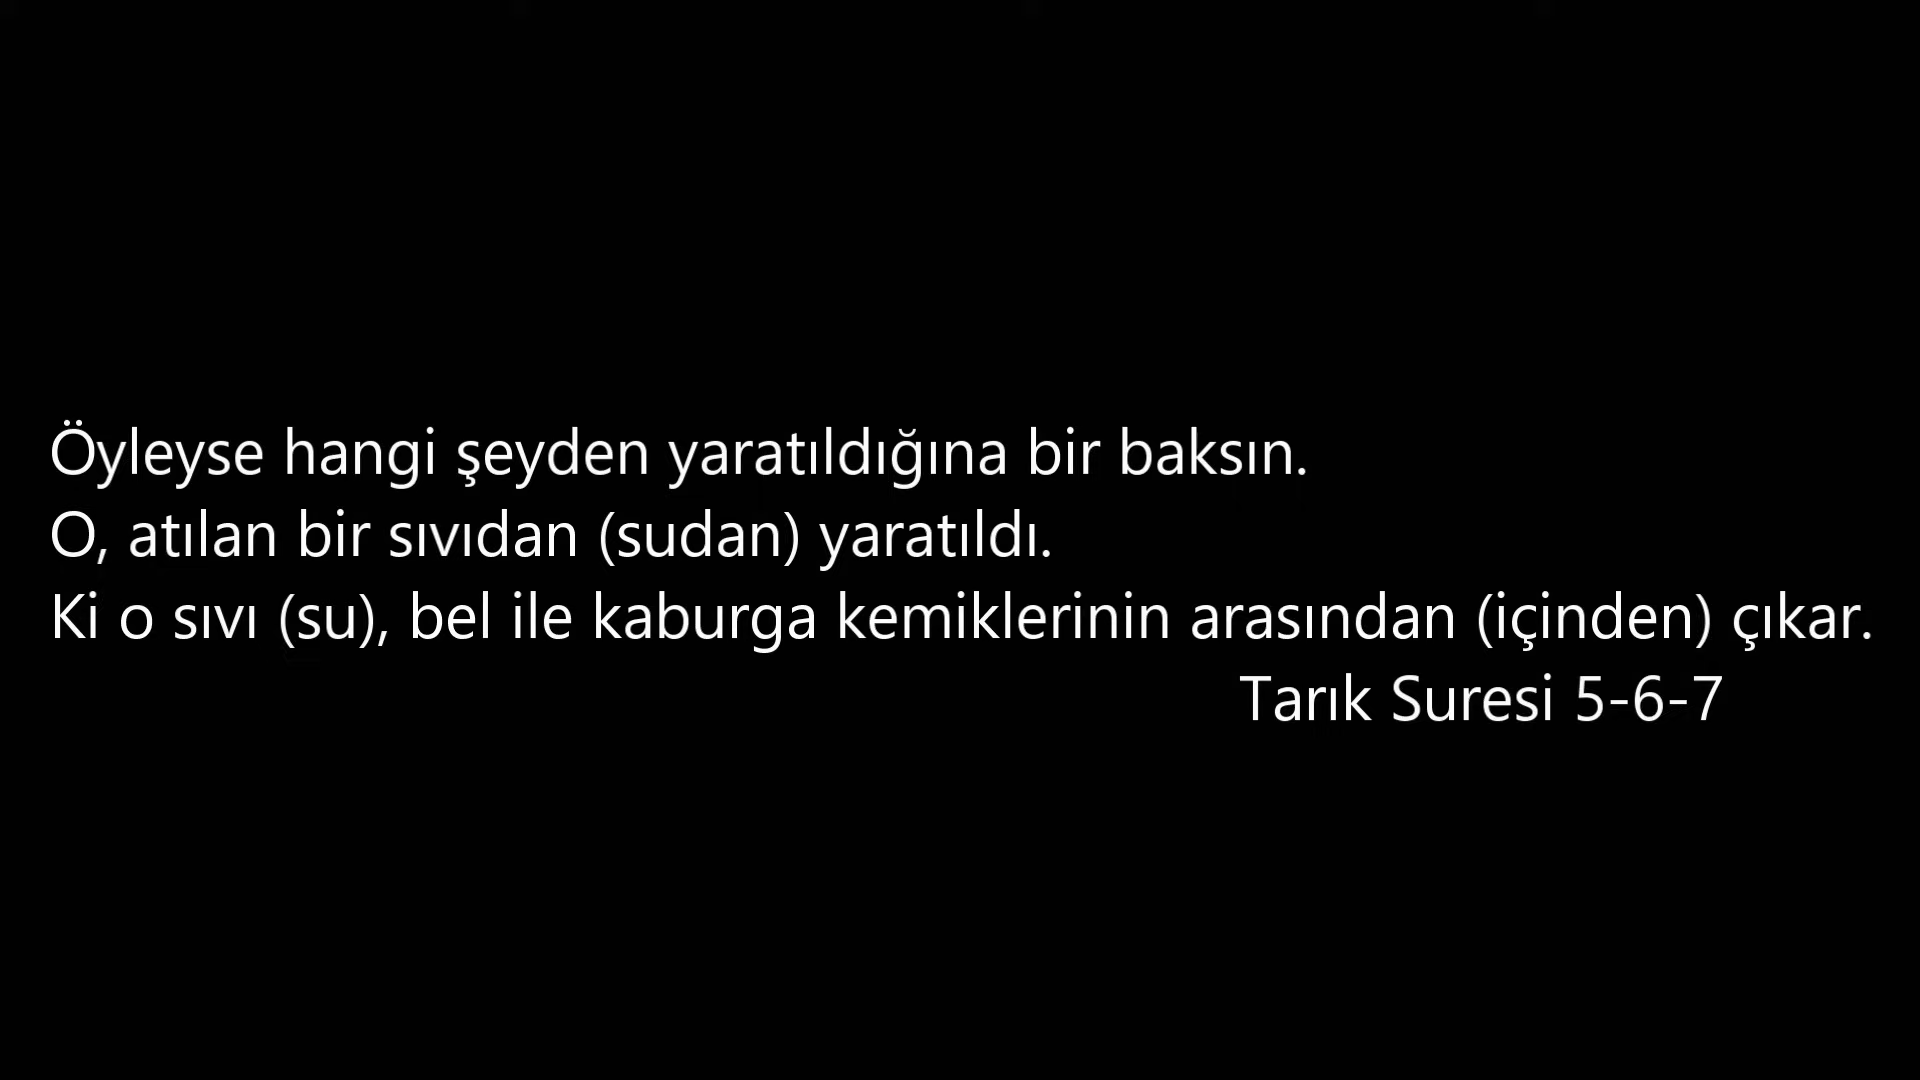 Öyleyse hangi şeyden yaratıldığına bir baksın.
O, atılan bir sıvıdan (sudan) yaratıldı.
Ki o sıvı (su), bel ile kaburga kemiklerinin arasından (içinden) çıkar.
Tarık Suresi 5-6-7